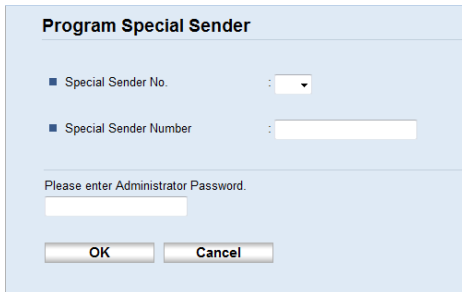 Program Special Sender
Special Sender No. :
Special Sender Number :
Please enter Administrator Password.
OK Cancel